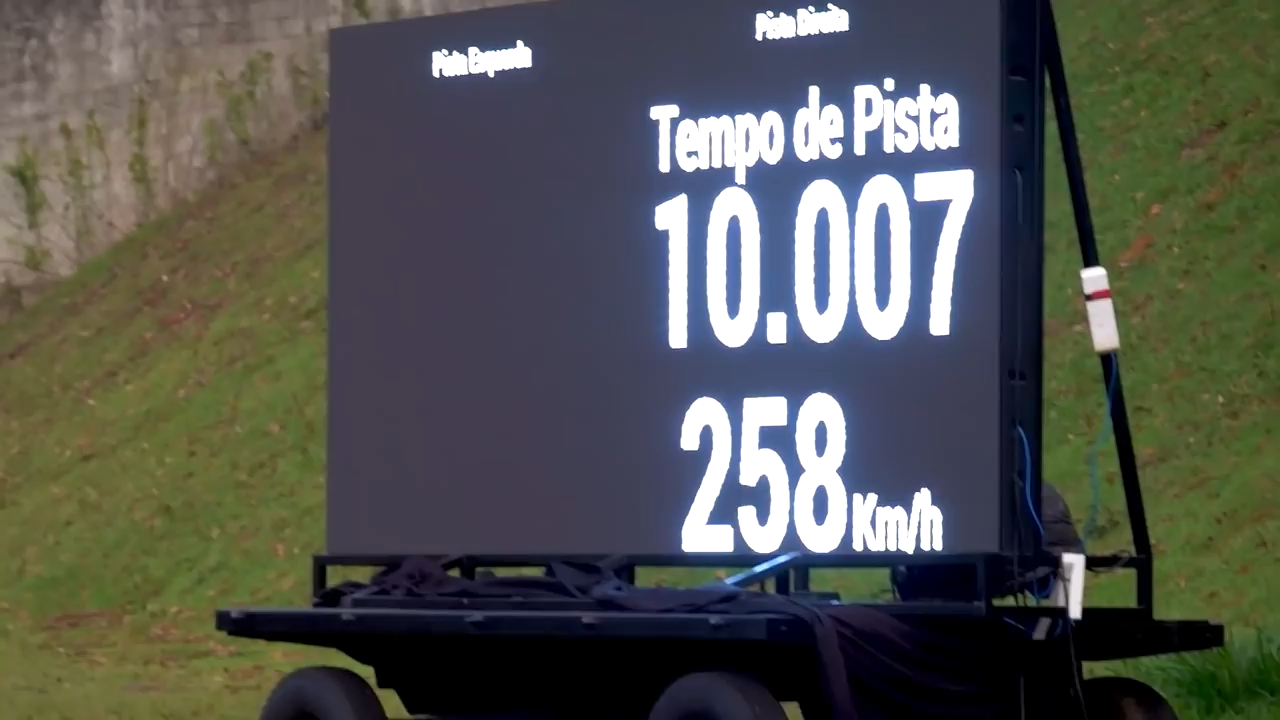 Pista Esquerda
Pista Direita
Tempo de Pista
10.007
258 Km/h